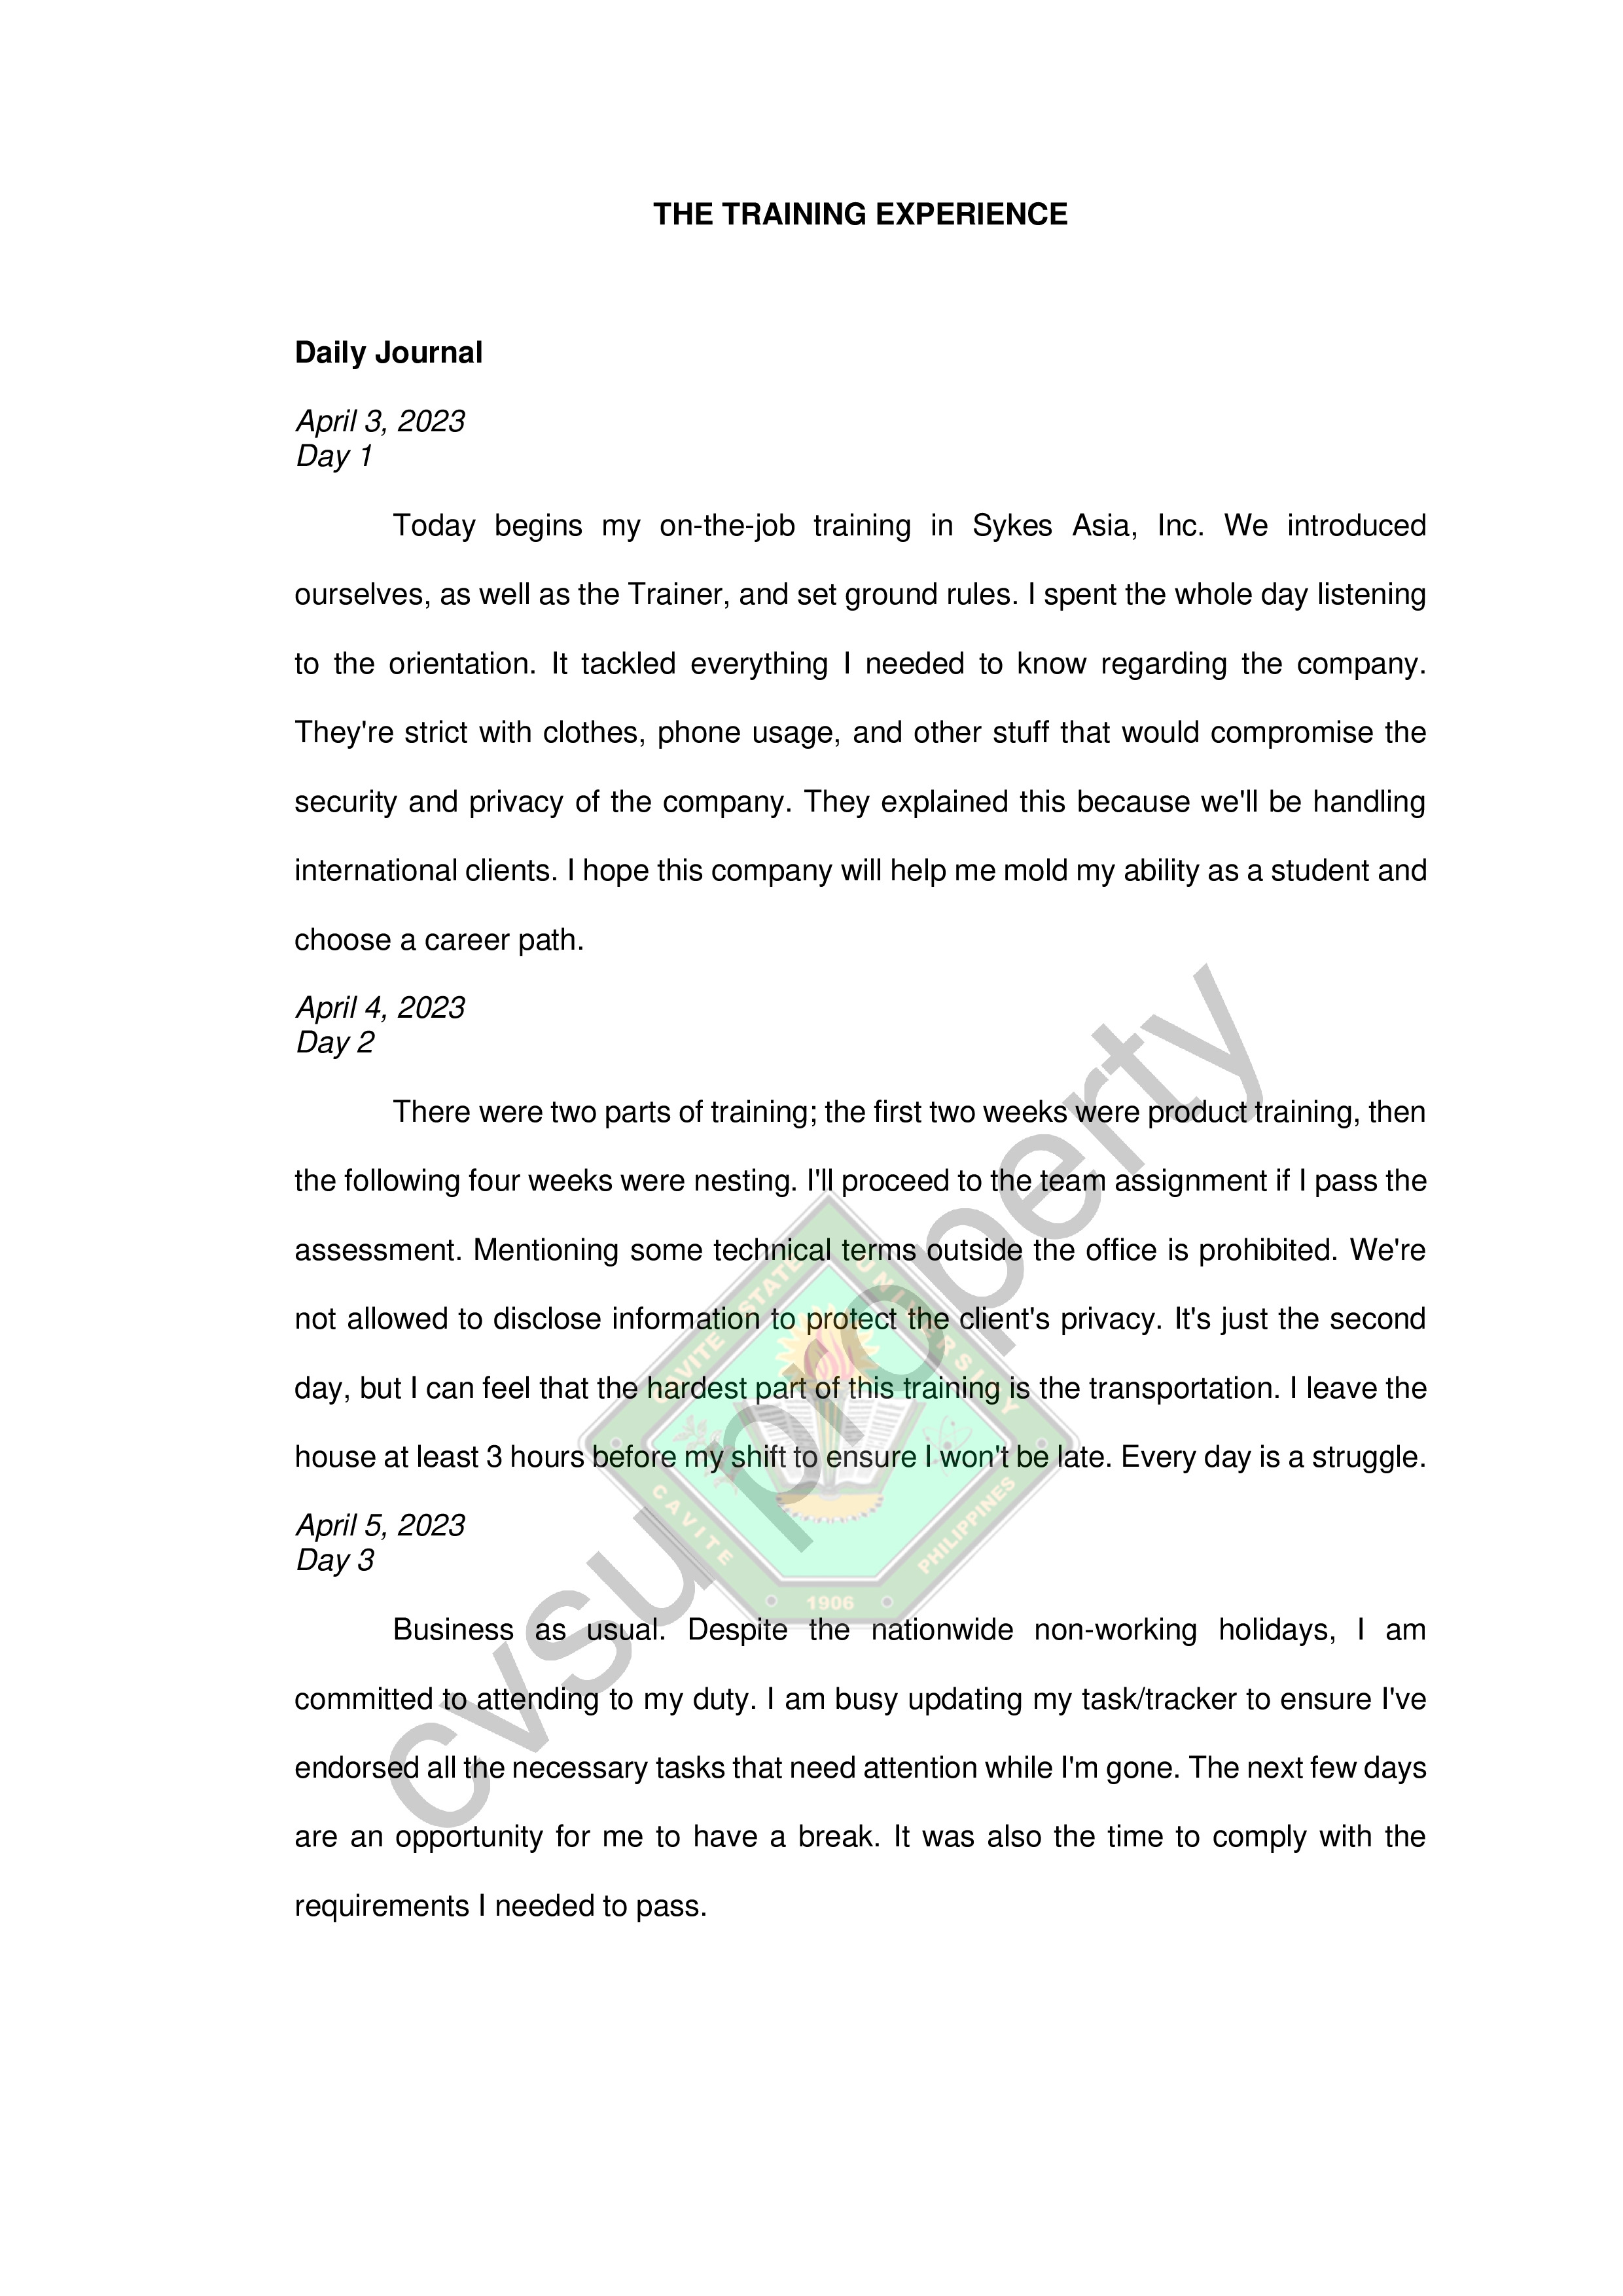 THE TRAINING EXPERIENCE
Daily Journal
April 3, 2023
Day 1
Today begins my on-the-job training in Sykes Asia, Inc. We introduced
ourselves, as well as the Trainer, and set ground rules. I spent the whole day listening
to the orientation. It tackled everything I needed to know regarding the company.
They're strict with clothes, phone usage, and other stuff that would compromise the
security and privacy of the company. They explained this because we'll be handling
international clients. I hope this company will help me mold my ability as a student and
choose a career path.
April 4, 2023
Day 2
There were two parts of training; the first two weeks were product training, then
the following four weeks were nesting. I'll proceed to the team assignment if I pass the
assessment. Mentioning some technical terms outside the office is prohibited. We're
not allowed to disclose information to protect the client's privacy. It's just the second
day, but I can feel that the hardest part of this training is the transportation. I leave the
house at least 3 hours before my shift to ensure I won't be late. Every day is a struggle.
April 5, 2023
Day 3
Business as usual. Despite the nationwide non-working holidays, I am
committed to attending to my duty. I am busy updating my task/tracker to ensure I've
endorsed all the necessary tasks that need attention while I'm gone. The next few days
are an opportunity for me to have a break. It was also the time to comply with the
requirements I needed to pass.
cvsu property
CAVITE STATE UNIVERSITY
CAVITE
PHILIPPINES
1906